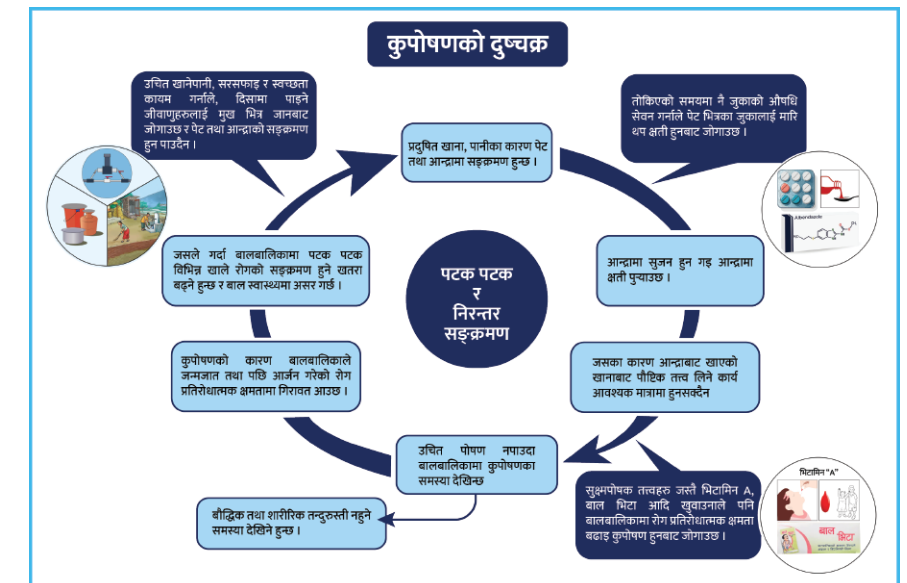 कुपोषणको दुष्चक्र
उचित खानेपानी, सरसफाइ र स्वच्छता
कायम गर्नाले, दिसामा पाइने
जीवाणुहरुलाई मुख भित्र जानबाट
जोगाउछ र पेट तथा आन्द्राको सङ्क्रमण
हुन पाउदैन ।
तोकिएको समयमा नै जुकाको औषधि
सेवन गर्नाले पेट भित्रका जुकालाई मारि
थप क्षती हुनबाट जोगाउछ ।
प्रदुषित खाना, पानीका कारण पेट
तथा आन्द्रामा सङ्क्रमण हुन्छ ।
Albendazole
आन्द्रामा सुजन हुन गइ आन्द्रामा
क्षती पुऱ्याउछ ।
जसका कारण आन्द्राबाट खाएको
खानाबाट पौष्टिक तत्त्व लिने कार्य
आवश्यक मात्रामा हुनसक्दैन
उचित पोषण नपाउदा
बालबालिकामा कुपोषणका
समस्या देखिन्छ
बौद्धिक तथा शारीरिक तन्दुरुस्ती नहुने
समस्या देखिने हुन्छ ।
कुपोषणको कारण बालबालिकाले
जन्मजात तथा पछि आर्जन गरेको रोग
प्रतिरोधात्मक क्षमतामा गिरावत आउछ ।
जसले गर्दा बालबालिकामा पटक पटक
विभिन्न खाले रोगको सङ्क्रमण हुने खतरा
बढ्ने हुन्छ र बाल स्वास्थ्यमा असर गर्छ ।
पटक पटक
र
निरन्तर
सङ्क्रमण
सुक्ष्मपोषक तत्त्वहरु जस्तै भिटामिन A,
बाल भिटा आदि खुवाउनाले पनि
बालबालिकामा रोग प्रतिरोधात्मक क्षमता
बढाइ कुपोषण हुनबाट जोगाउछ ।
भिटामिन "A"
बाल
भिटा